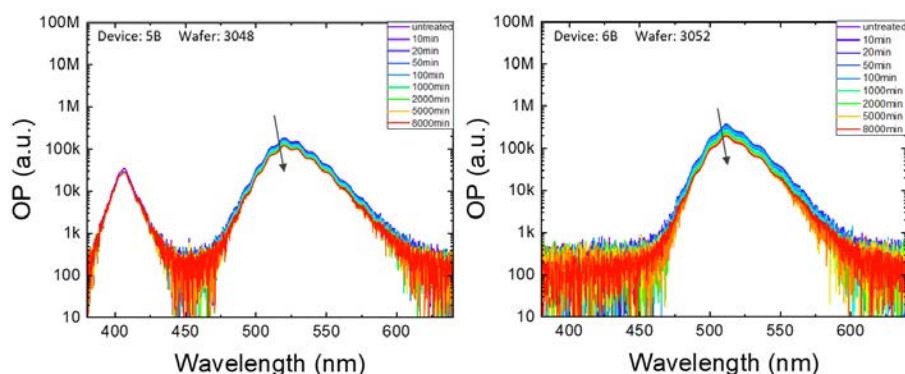 Device: 5B Wafer: 3048
untreated
10min
20min
50min
100min
1000min
2000min
5000min
8000min
100M
10M
1M
100k
10k
1k
100
10
OP (a.u.)
400 450 500 550 600
Wavelength (nm)
Device: 6B Wafer: 3052
untreated
10min
20min
50min
100min
1000min
2000min
5000min
8000min
100M
10M
1M
100k
10k
1k
100
10
OP (a.u.)
400 450 500 550 600
Wavelength (nm)